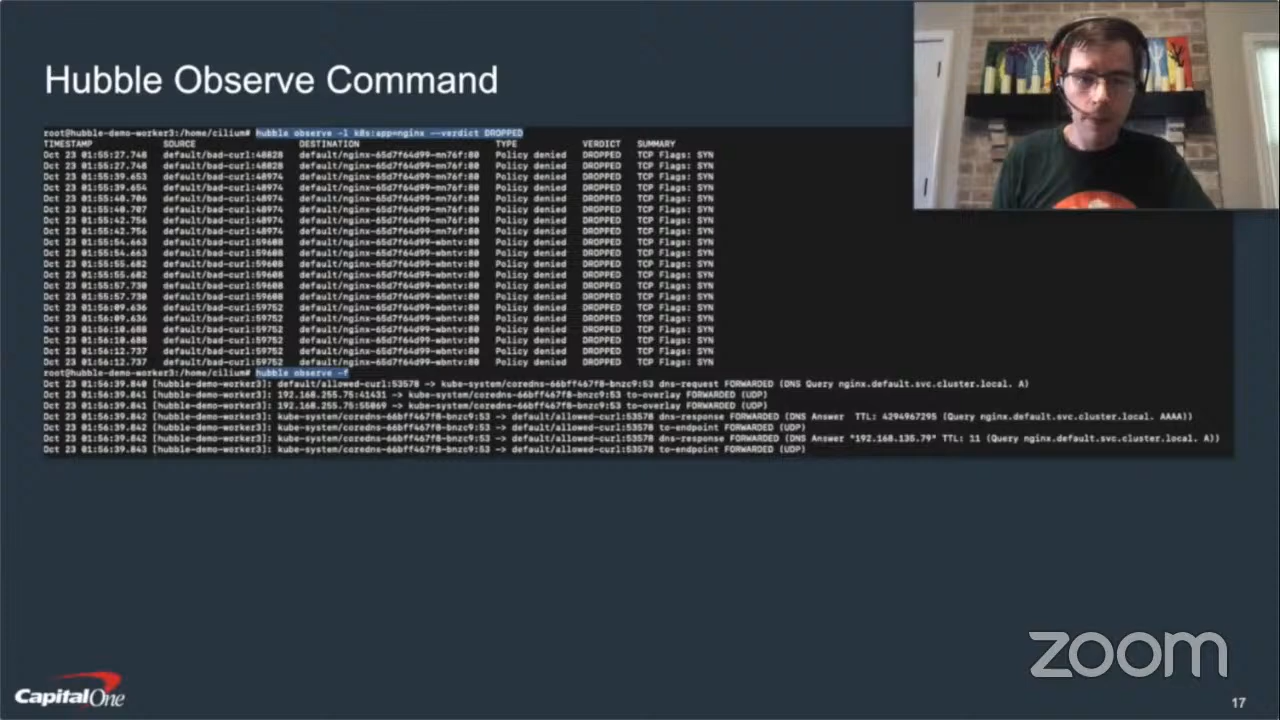 Hubble Observe Command
root@hubble-demo-worker3:/home/cilium# hubble observe -l k8s:app=nginx --verdict DROPPED
TIMESTAMP SOURCE DESTINATION TYPE VERDICT SUMMARY
Oct 23 01:55:27.748 default/bad-curl:48828 default/nginx-65d7f64d99-mn76f:80 Policy denied DROPPED TCP Flags: SYN
Oct 23 01:55:27.748 default/bad-curl:48828 default/nginx-65d7f64d99-mn76f:80 Policy denied DROPPED TCP Flags: SYN
Oct 23 01:55:39.653 default/bad-curl:48974 default/nginx-65d7f64d99-mn76f:80 Policy denied DROPPED TCP Flags: SYN
Oct 23 01:55:39.654 default/bad-curl:48974 default/nginx-65d7f64d99-mn76f:80 Policy denied DROPPED TCP Flags: SYN
Oct 23 01:55:40.706 default/bad-curl:48974 default/nginx-65d7f64d99-mn76f:80 Policy denied DROPPED TCP Flags: SYN
Oct 23 01:55:40.707 default/bad-curl:48974 default/nginx-65d7f64d99-mn76f:80 Policy denied DROPPED TCP Flags: SYN
Oct 23 01:55:42.756 default/bad-curl:48974 default/nginx-65d7f64d99-mn76f:80 Policy denied DROPPED TCP Flags: SYN
Oct 23 01:55:42.756 default/bad-curl:48974 default/nginx-65d7f64d99-mn76f:80 Policy denied DROPPED TCP Flags: SYN
Oct 23 01:55:54.663 default/bad-curl:59608 default/nginx-65d7f64d99-wbntv:80 Policy denied DROPPED TCP Flags: SYN
Oct 23 01:55:54.663 default/bad-curl:59608 default/nginx-65d7f64d99-wbntv:80 Policy denied DROPPED TCP Flags: SYN
Oct 23 01:55:55.682 default/bad-curl:59608 default/nginx-65d7f64d99-wbntv:80 Policy denied DROPPED TCP Flags: SYN
Oct 23 01:55:55.682 default/bad-curl:59608 default/nginx-65d7f64d99-wbntv:80 Policy denied DROPPED TCP Flags: SYN
Oct 23 01:55:57.730 default/bad-curl:59608 default/nginx-65d7f64d99-wbntv:80 Policy denied DROPPED TCP Flags: SYN
Oct 23 01:55:57.730 default/bad-curl:59608 default/nginx-65d7f64d99-wbntv:80 Policy denied DROPPED TCP Flags: SYN
Oct 23 01:56:09.636 default/bad-curl:59752 default/nginx-65d7f64d99-wbntv:80 Policy denied DROPPED TCP Flags: SYN
Oct 23 01:56:09.636 default/bad-curl:59752 default/nginx-65d7f64d99-wbntv:80 Policy denied DROPPED TCP Flags: SYN
Oct 23 01:56:10.688 default/bad-curl:59752 default/nginx-65d7f64d99-wbntv:80 Policy denied DROPPED TCP Flags: SYN
Oct 23 01:56:10.688 default/bad-curl:59752 default/nginx-65d7f64d99-wbntv:80 Policy denied DROPPED TCP Flags: SYN
Oct 23 01:56:12.737 default/bad-curl:59752 default/nginx-65d7f64d99-wbntv:80 Policy denied DROPPED TCP Flags: SYN
Oct 23 01:56:12.737 default/bad-curl:59752 default/nginx-65d7f64d99-wbntv:80 Policy denied DROPPED TCP Flags: SYN
root@hubble-demo-worker3:/home/cilium# hubble observe -f
Oct 23 01:56:39.840 [hubble-demo-worker3]: default/allowed-curl:53578 -> kube-system/coredns-66bff467f8-bnzc9:53 dns-request FORWARDED (DNS Query nginx.default.svc.cluster.local. A)
Oct 23 01:56:39.841 [hubble-demo-worker3]: 192.168.255.75:41431 -> kube-system/coredns-66bff467f8-bnzc9:53 to-overlay FORWARDED (UDP)
Oct 23 01:56:39.841 [hubble-demo-worker3]: 192.168.255.75:55069 -> kube-system/coredns-66bff467f8-bnzc9:53 to-overlay FORWARDED (UDP)
Oct 23 01:56:39.842 [hubble-demo-worker3]: kube-system/coredns-66bff467f8-bnzc9:53 -> default/allowed-curl:53578 dns-response FORWARDED (DNS Answer  TTL: 4294967295 (Query nginx.default.svc.cluster.local. AAAA))
Oct 23 01:56:39.842 [hubble-demo-worker3]: kube-system/coredns-66bff467f8-bnzc9:53 -> default/allowed-curl:53578 to-endpoint FORWARDED (UDP)
Oct 23 01:56:39.842 [hubble-demo-worker3]: kube-system/coredns-66bff467f8-bnzc9:53 -> default/allowed-curl:53578 dns-response FORWARDED (DNS Answer "192.168.135.79" TTL: 11 (Query nginx.default.svc.cluster.local. A))
Oct 23 01:56:39.843 [hubble-demo-worker3]: kube-system/coredns-66bff467f8-bnzc9:53 -> default/allowed-curl:53578 to-endpoint FORWARDED (UDP)
zoom
Capital One
17